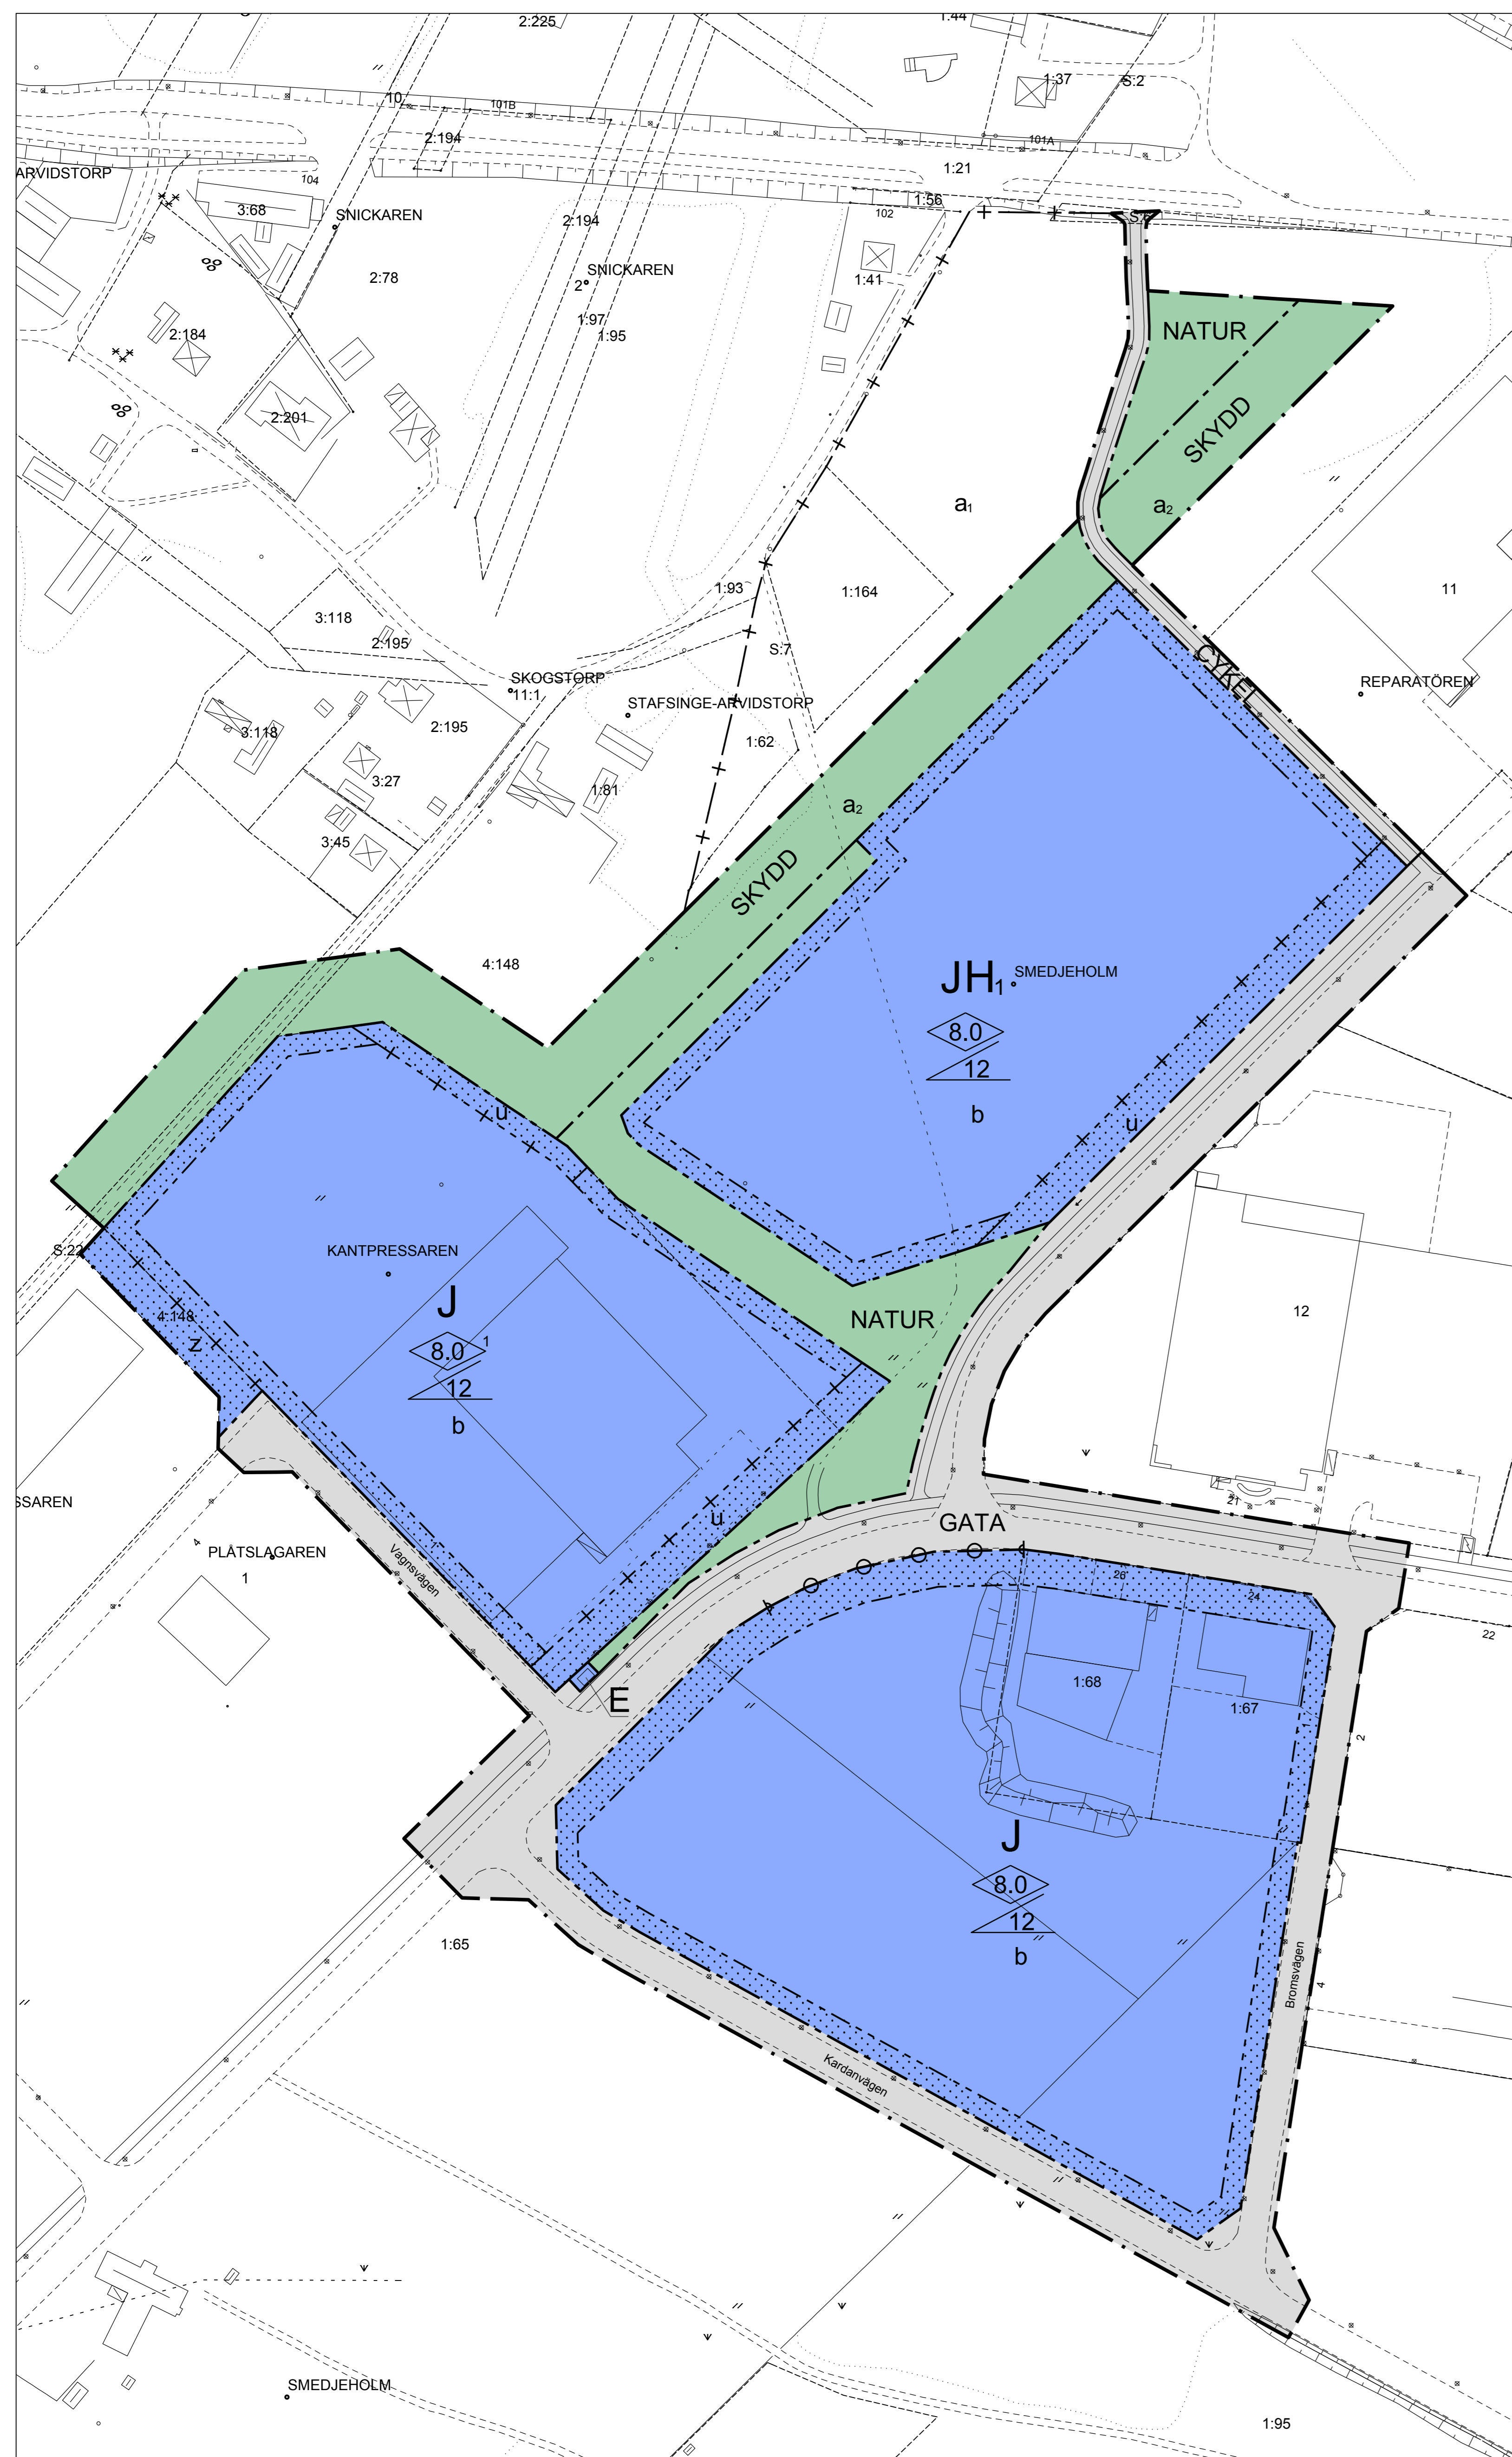 2:225
1:44
1:37
S:2
10
101B
2:194
101A
1:21
ARVIDSTORP
104
3:68
SNICKAREN
2:194
1:56
102
S:6
2:78
SNICKAREN
2
1:41
1:97
1:95
2:184
NATUR
2:201
SKYDD
a1
a2
3:118
1:93
1:164
11
2:195
S:7
SKOGSTORP
11:1
CYKEL
REPARATÖREN
STAFSINGE-ARVIDSTORP
3:118
2:195
1:62
3:27
1:81
a2
3:45
SKYDD
4:148
JH1
SMEDJEHOLM
8.0
12
b
u
u
S:22
KANTPRESSAREN
4:148
z
J
8.0
1
12
b
NATUR
12
SSAREN
u
21
GATA
4
PLÅTSLAGAREN
1
Vagnsvägen
26
24
22
E
1:68
1:67
2
J
8.0
12
b
1:65
Bromsvägen
4
Kardanvägen
SMEDJEHOLM
1:95